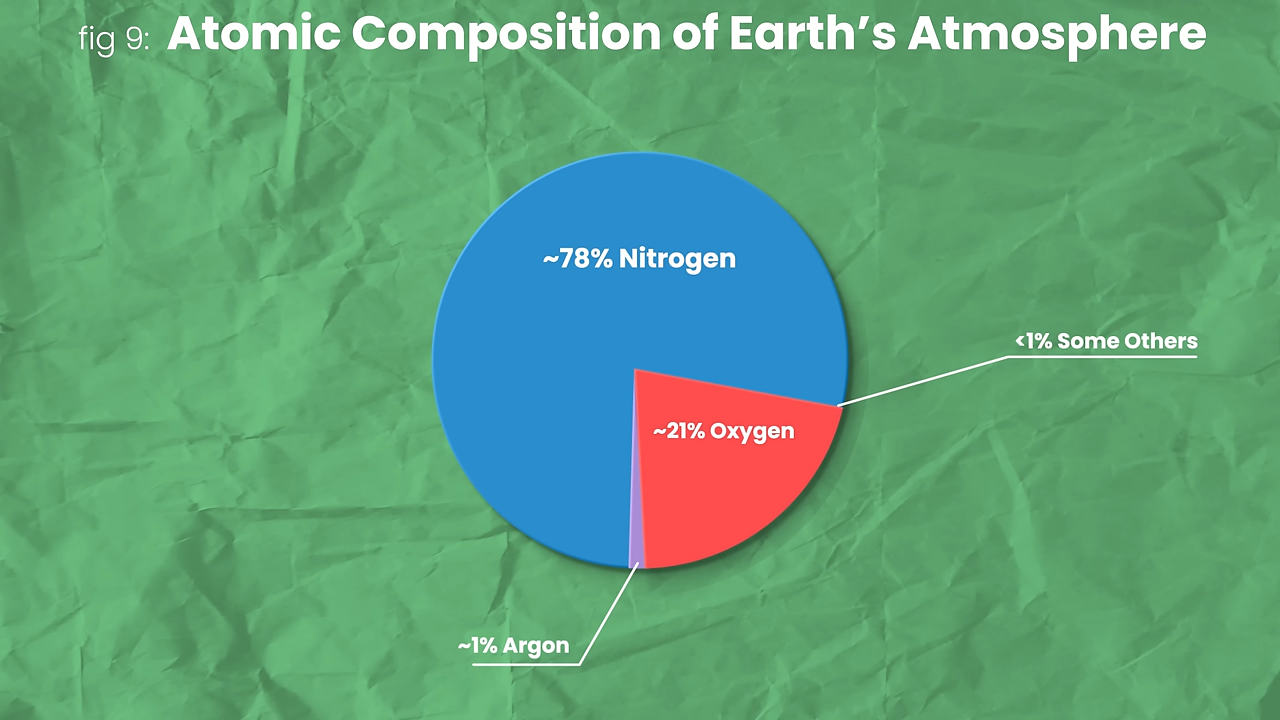 fig 9: Atomic Composition of Earth’s Atmosphere
~78% Nitrogen
<1% Some Others
~21% Oxygen
~1% Argon